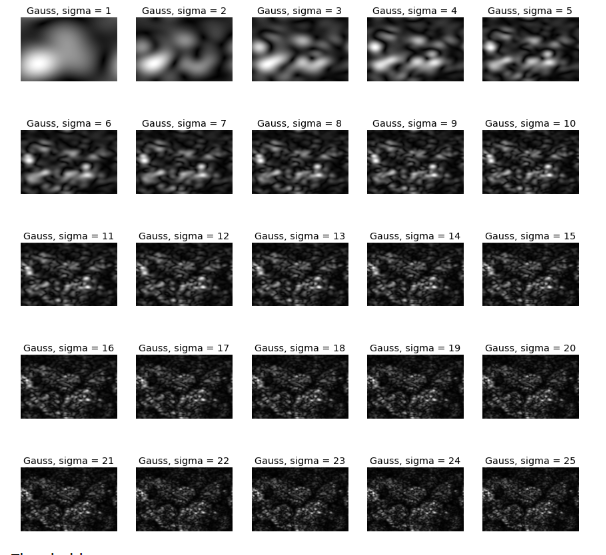 Gauss, sigma = 1 Gauss, sigma = 2 Gauss, sigma = 3 Gauss, sigma = 4 Gauss, sigma = 5
Gauss, sigma = 6 Gauss, sigma = 7 Gauss, sigma = 8 Gauss, sigma = 9 Gauss, sigma = 10
Gauss, sigma = 11 Gauss, sigma = 12 Gauss, sigma = 13 Gauss, sigma = 14 Gauss, sigma = 15
Gauss, sigma = 16 Gauss, sigma = 17 Gauss, sigma = 18 Gauss, sigma = 19 Gauss, sigma = 20
Gauss, sigma = 21 Gauss, sigma = 22 Gauss, sigma = 23 Gauss, sigma = 24 Gauss, sigma = 25